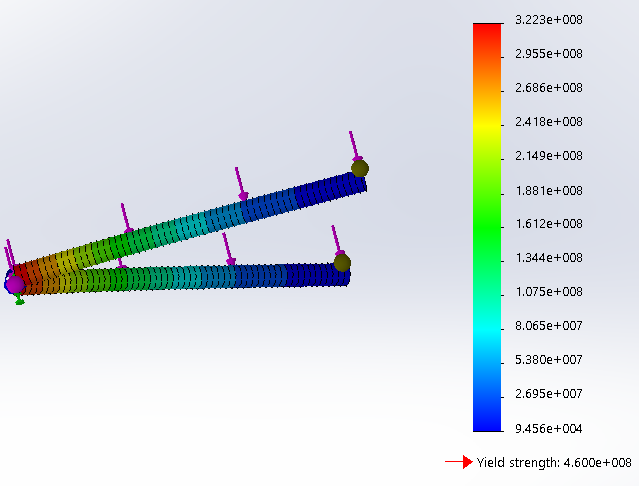 3.223e+008
2.955e+008
2.686e+008
2.418e+008
2.149e+008
1.881e+008
1.612e+008
1.344e+008
1.075e+008
8.065e+007
5.380e+007
2.695e+007
9.456e+004
Yield strength: 4.600e+008